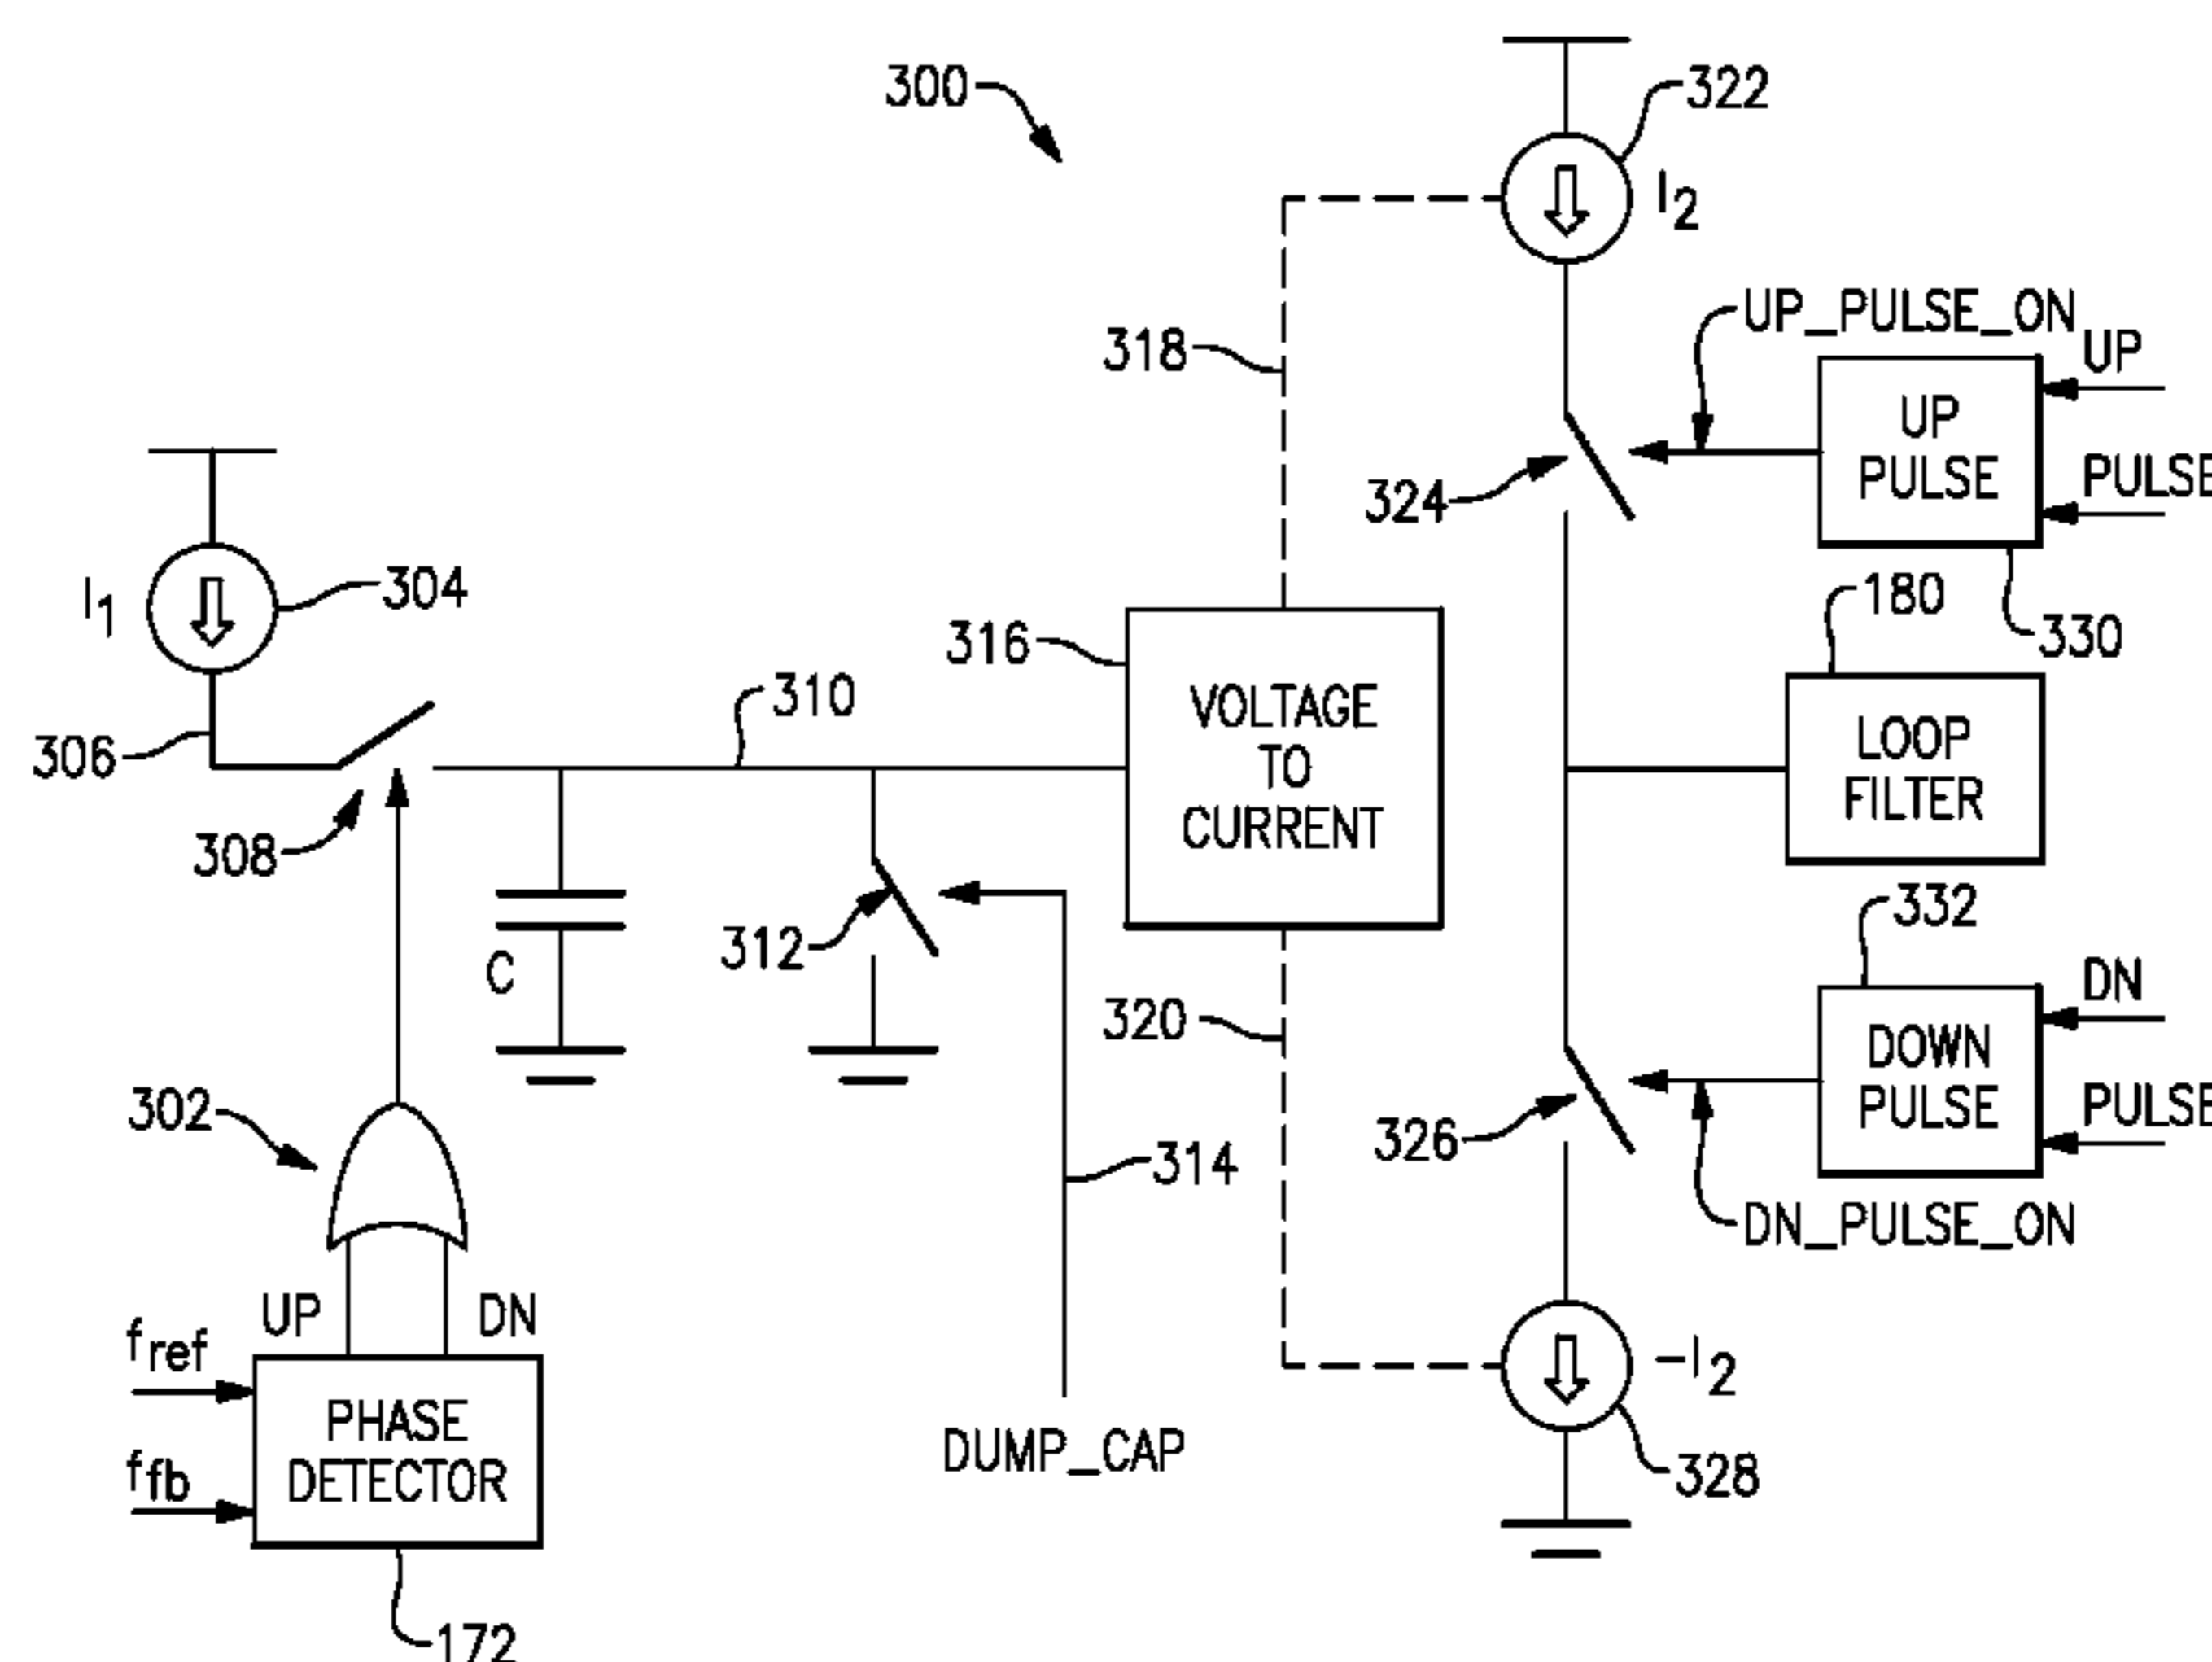 300
322
I2
UP_PULSE_ON
UP
318
UP
PULSE
PULSE
324
I1
304
180
330
316
310
VOLTAGE
TO
CURRENT
LOOP
FILTER
306
308
332
312
C
DN
320
DOWN
PULSE
PULSE
302
326
314
DN_PULSE_ON
UP
DN
fref
-I2
PHASE
DETECTOR
ffb
DUMP_CAP
328
172